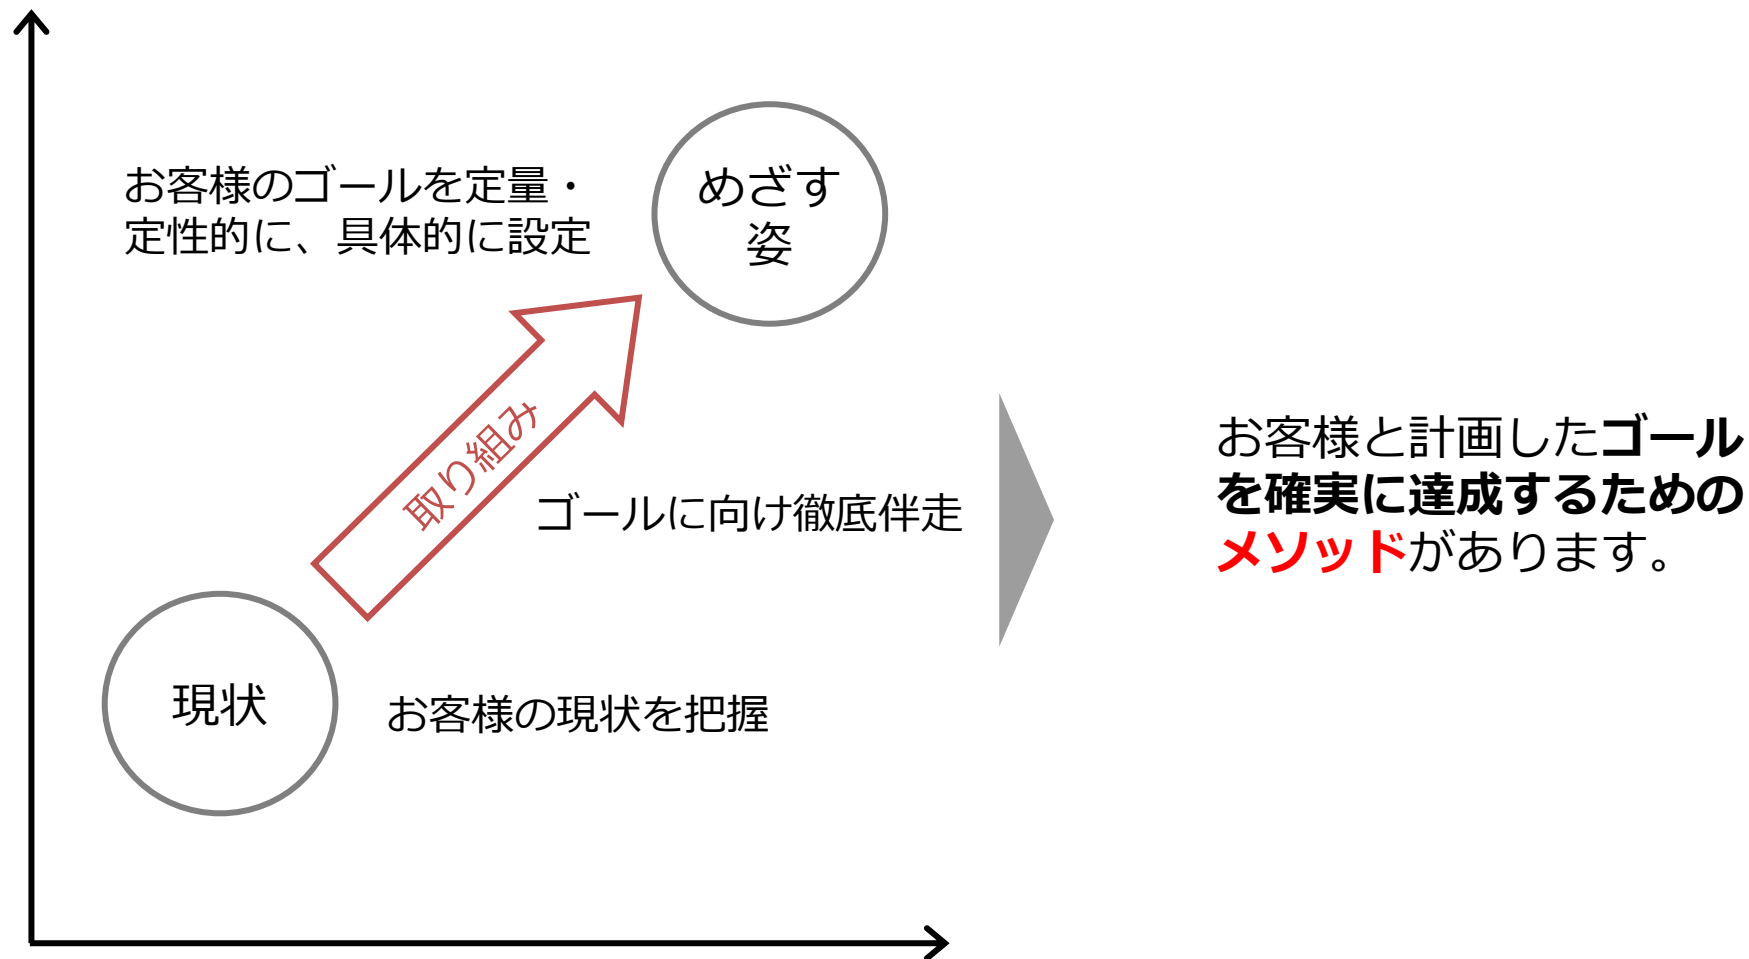 お客様のゴールを定量・
定性的に、具体的に設定
めざす
姿
取り組み
ゴールに向け徹底伴走
現状
お客様の現状を把握
お客様と計画したゴール
を確実に達成するための
メソッドがあります。